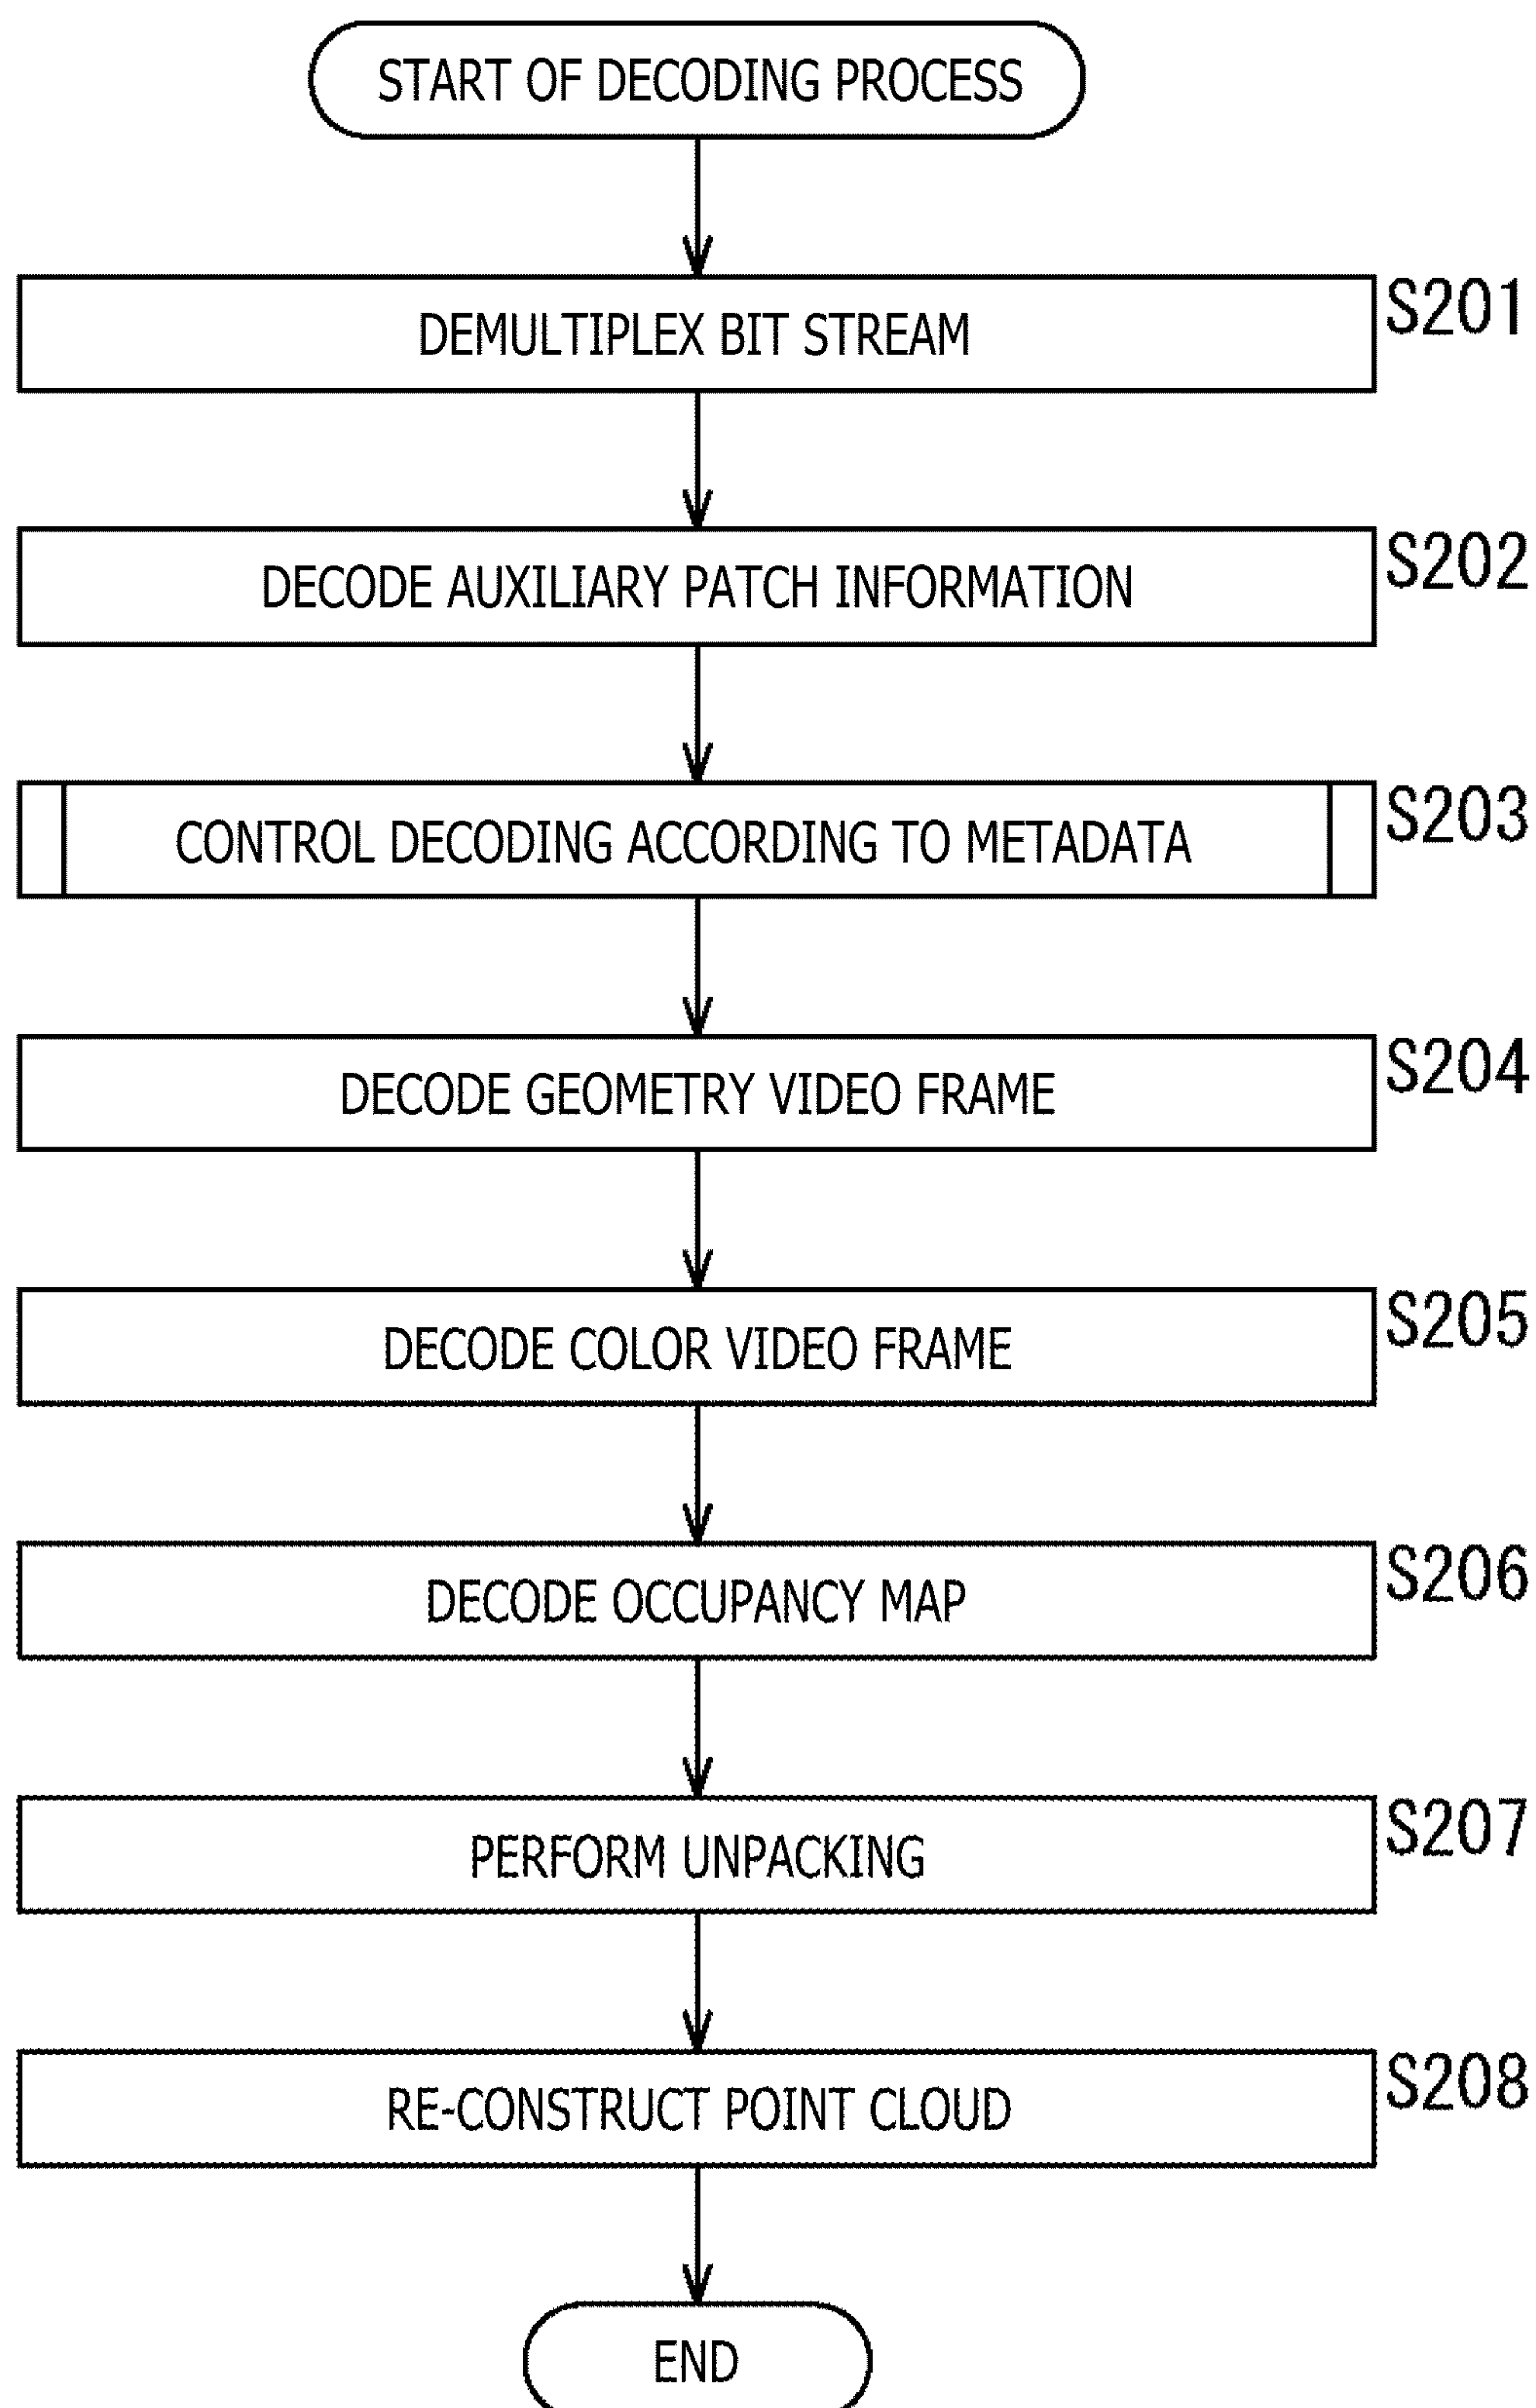 START OF DECODING PROCESS
DEMULTIPLEX BIT STREAM S201
DECODE AUXILIARY PATCH INFORMATION S202
CONTROL DECODING ACCORDING TO METADATA S203
DECODE GEOMETRY VIDEO FRAME S204
DECODE COLOR VIDEO FRAME S205
DECODE OCCUPANCY MAP S206
PERFORM UNPACKING S207
RE-CONSTRUCT POINT CLOUD S208
END